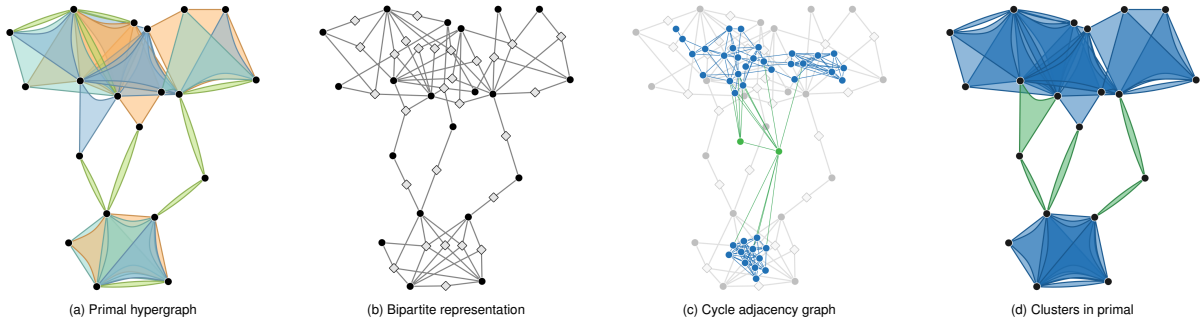 (a) Primal hypergraph
(b) Bipartite representation
(c) Cycle adjacency graph
(d) Clusters in primal